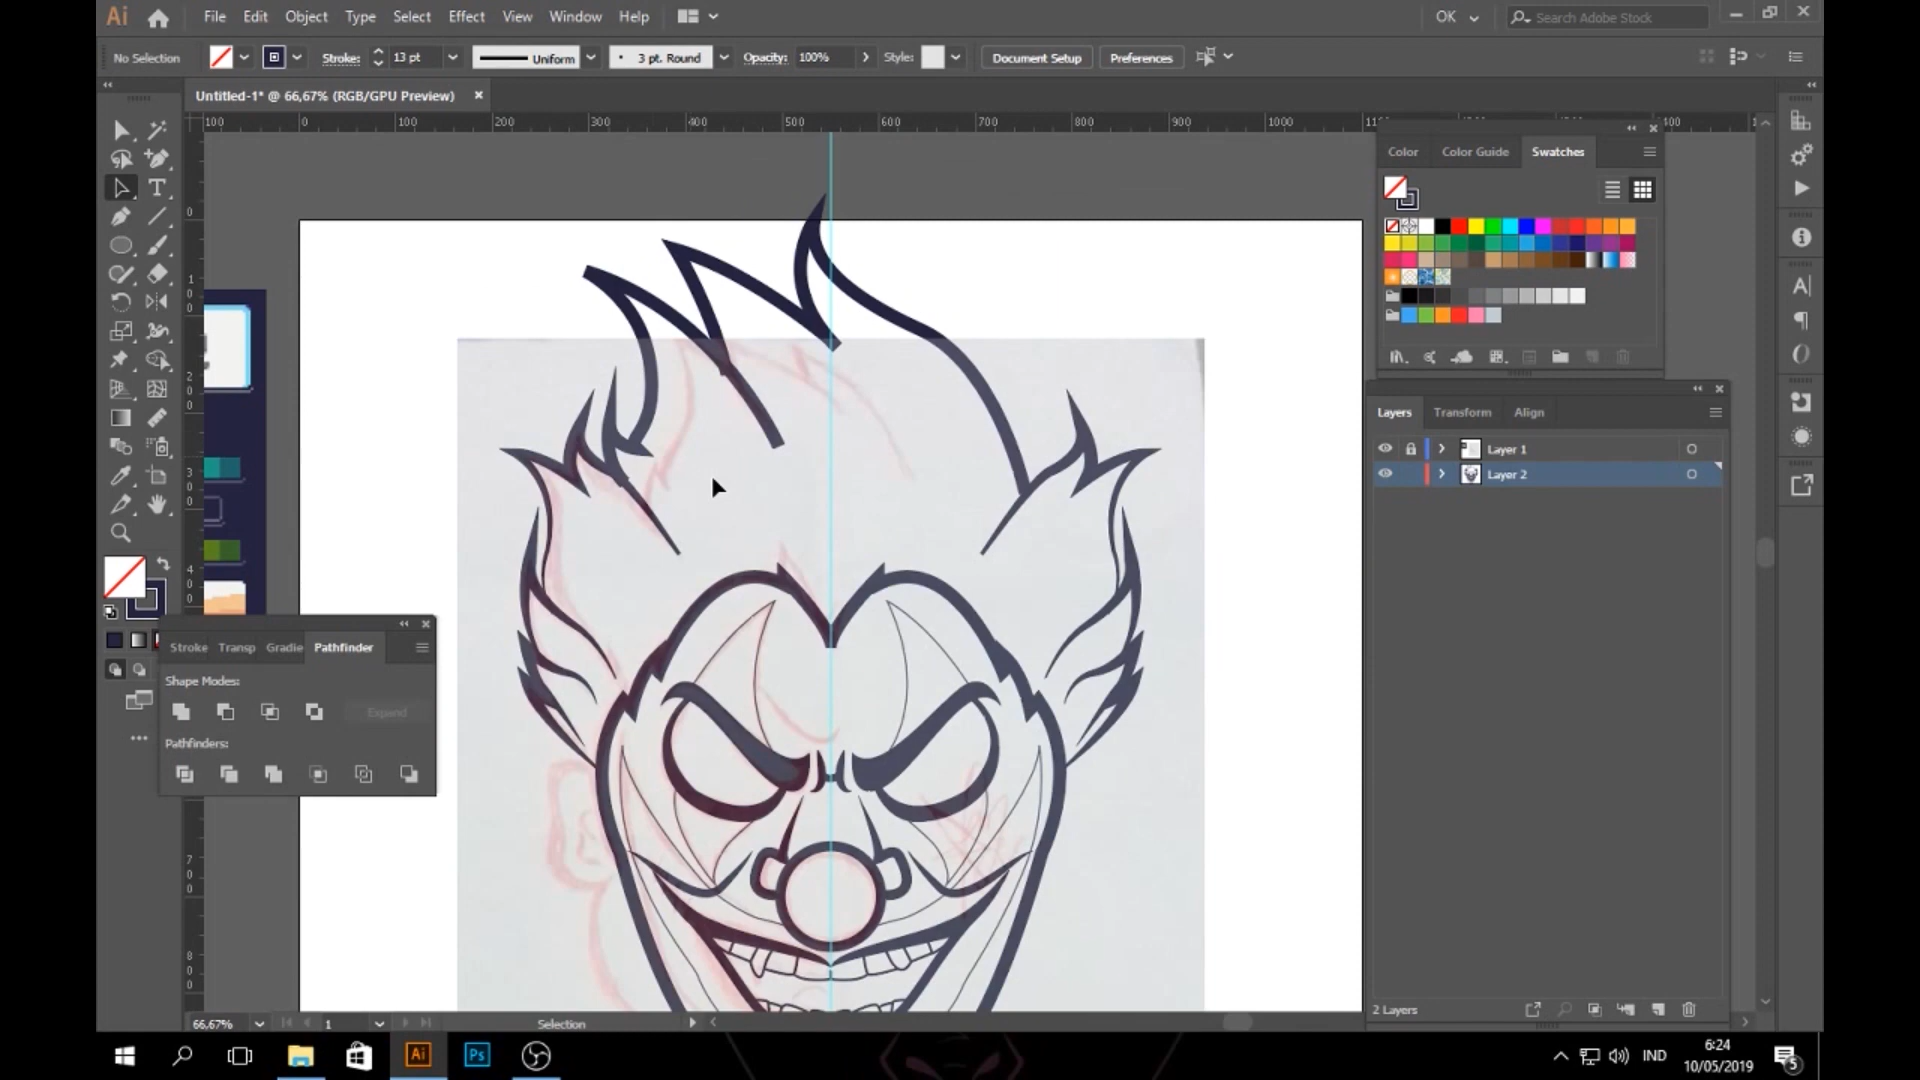 Ai File Edit Object Type Select Effect View Window Help OK Search Adobe Stock
No Selection Stroke: 13 pt Uniform 3 pt. Round Opacity: 100% Style: Document Setup Preferences
Untitled-1* @ 66,67% (RGB/GPU Preview)
100 0 100 200 300 400 500 600 700 800 900 1000
Color Color Guide Swatches
Layers Transform Align
Layer 1
Layer 2
Stroke Transp Gradie Pathfinder
Shape Modes:
Expand
Pathfinders:
2 Layers
66,67% 1 Selection
Ai Ps IND 6:24
10/05/2019 5